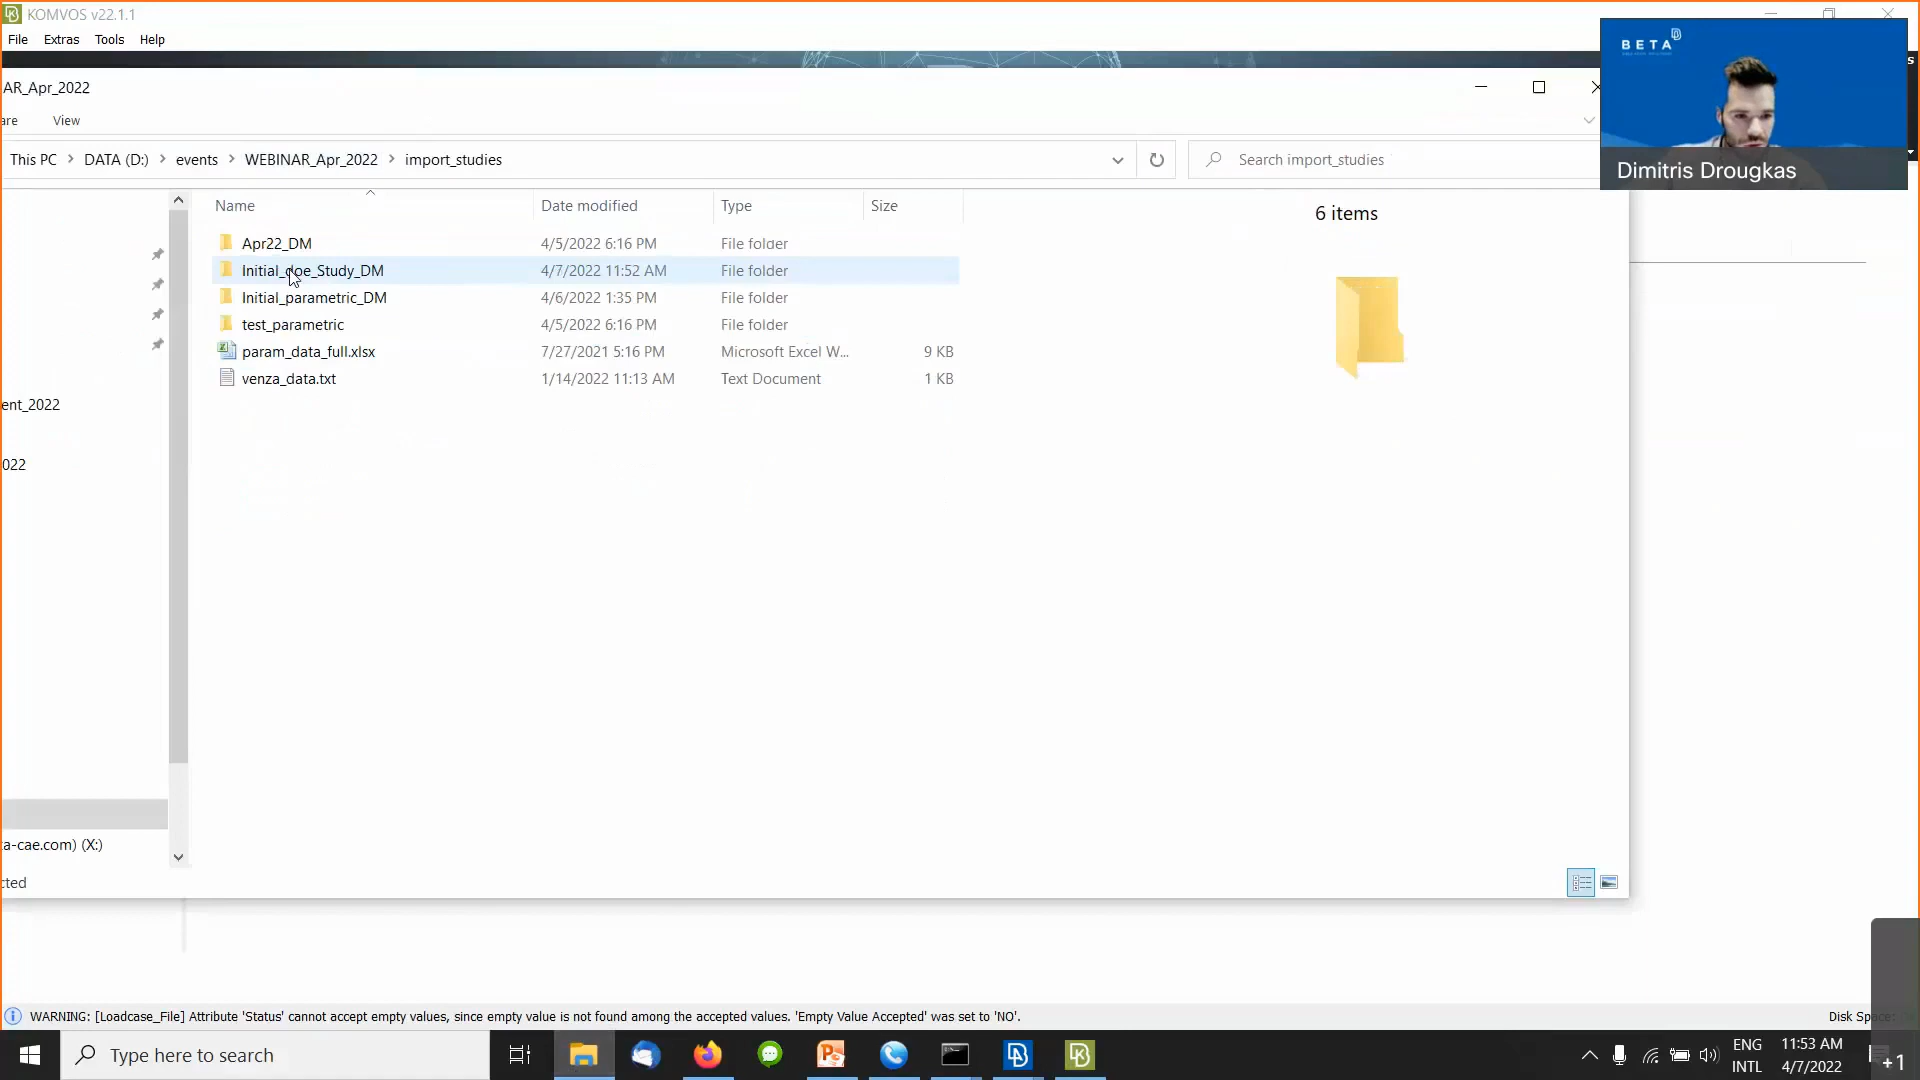 KOMVOS v22.1.1
File Extras Tools Help
BETA
Dimitris Drougkas
AR_Apr_2022
are View
This PC > DATA (D:) > events > WEBINAR_Apr_2022 > import_studies
Search import_studies
Name Date modified Type Size
Apr22_DM 4/5/2022 6:16 PM File folder
Initial_doe_Study_DM 4/7/2022 11:52 AM File folder
Initial_parametric_DM 4/6/2022 1:35 PM File folder
test_parametric 4/5/2022 6:16 PM File folder
param_data_full.xlsx 7/27/2021 5:16 PM Microsoft Excel W... 9 KB
venza_data.txt 1/14/2022 11:13 AM Text Document 1 KB
6 items
ent_2022
022
ta-cae.com) (X:)
cted
WARNING: [Loadcase_File] Attribute 'Status' cannot accept empty values, since empty value is not found among the accepted values. 'Empty Value Accepted' was set to 'NO'.
Disk Space:
Type here to search
ENG
INTL
11:53 AM
4/7/2022
+1